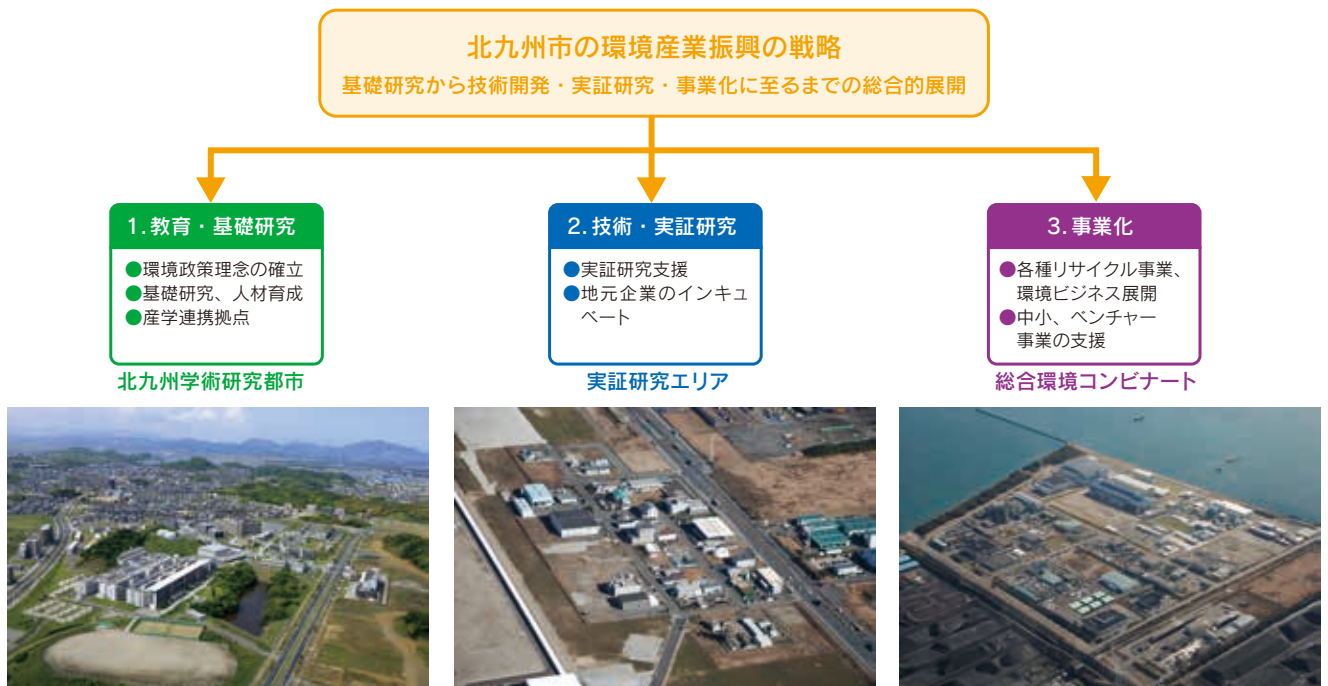 北九州市の環境産業振興の戦略
基礎研究から技術開発・実証研究・事業化に至るまでの総合的展開
1.教育・基礎研究
●環境政策理念の確立
●基礎研究、人材育成
●産学連携拠点
北九州学術研究都市
2.技術・実証研究
●実証研究支援
●地元企業のインキュ
ベート
実証研究エリア
3.事業化
●各種リサイクル事業、
環境ビジネス展開
●中小、ベンチャー
事業の支援
総合環境コンビナート